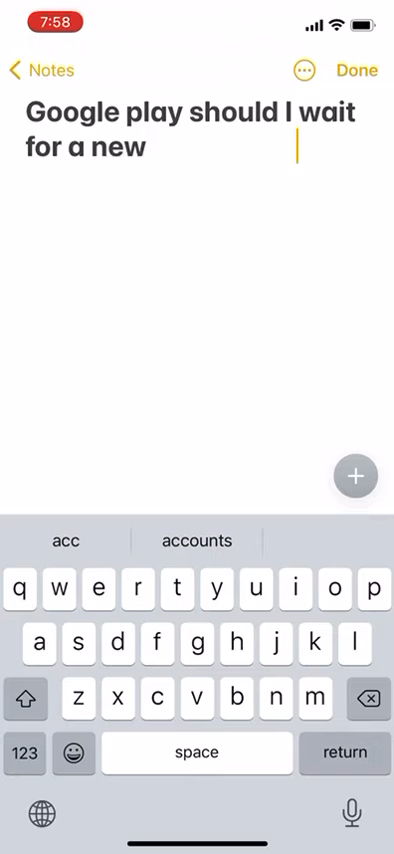 7:58
Notes
Done
Google play should I wait
for a new
acc accounts
q w e r t y u i o p
a s d f g h j k l
z x c v b n m
123 space return